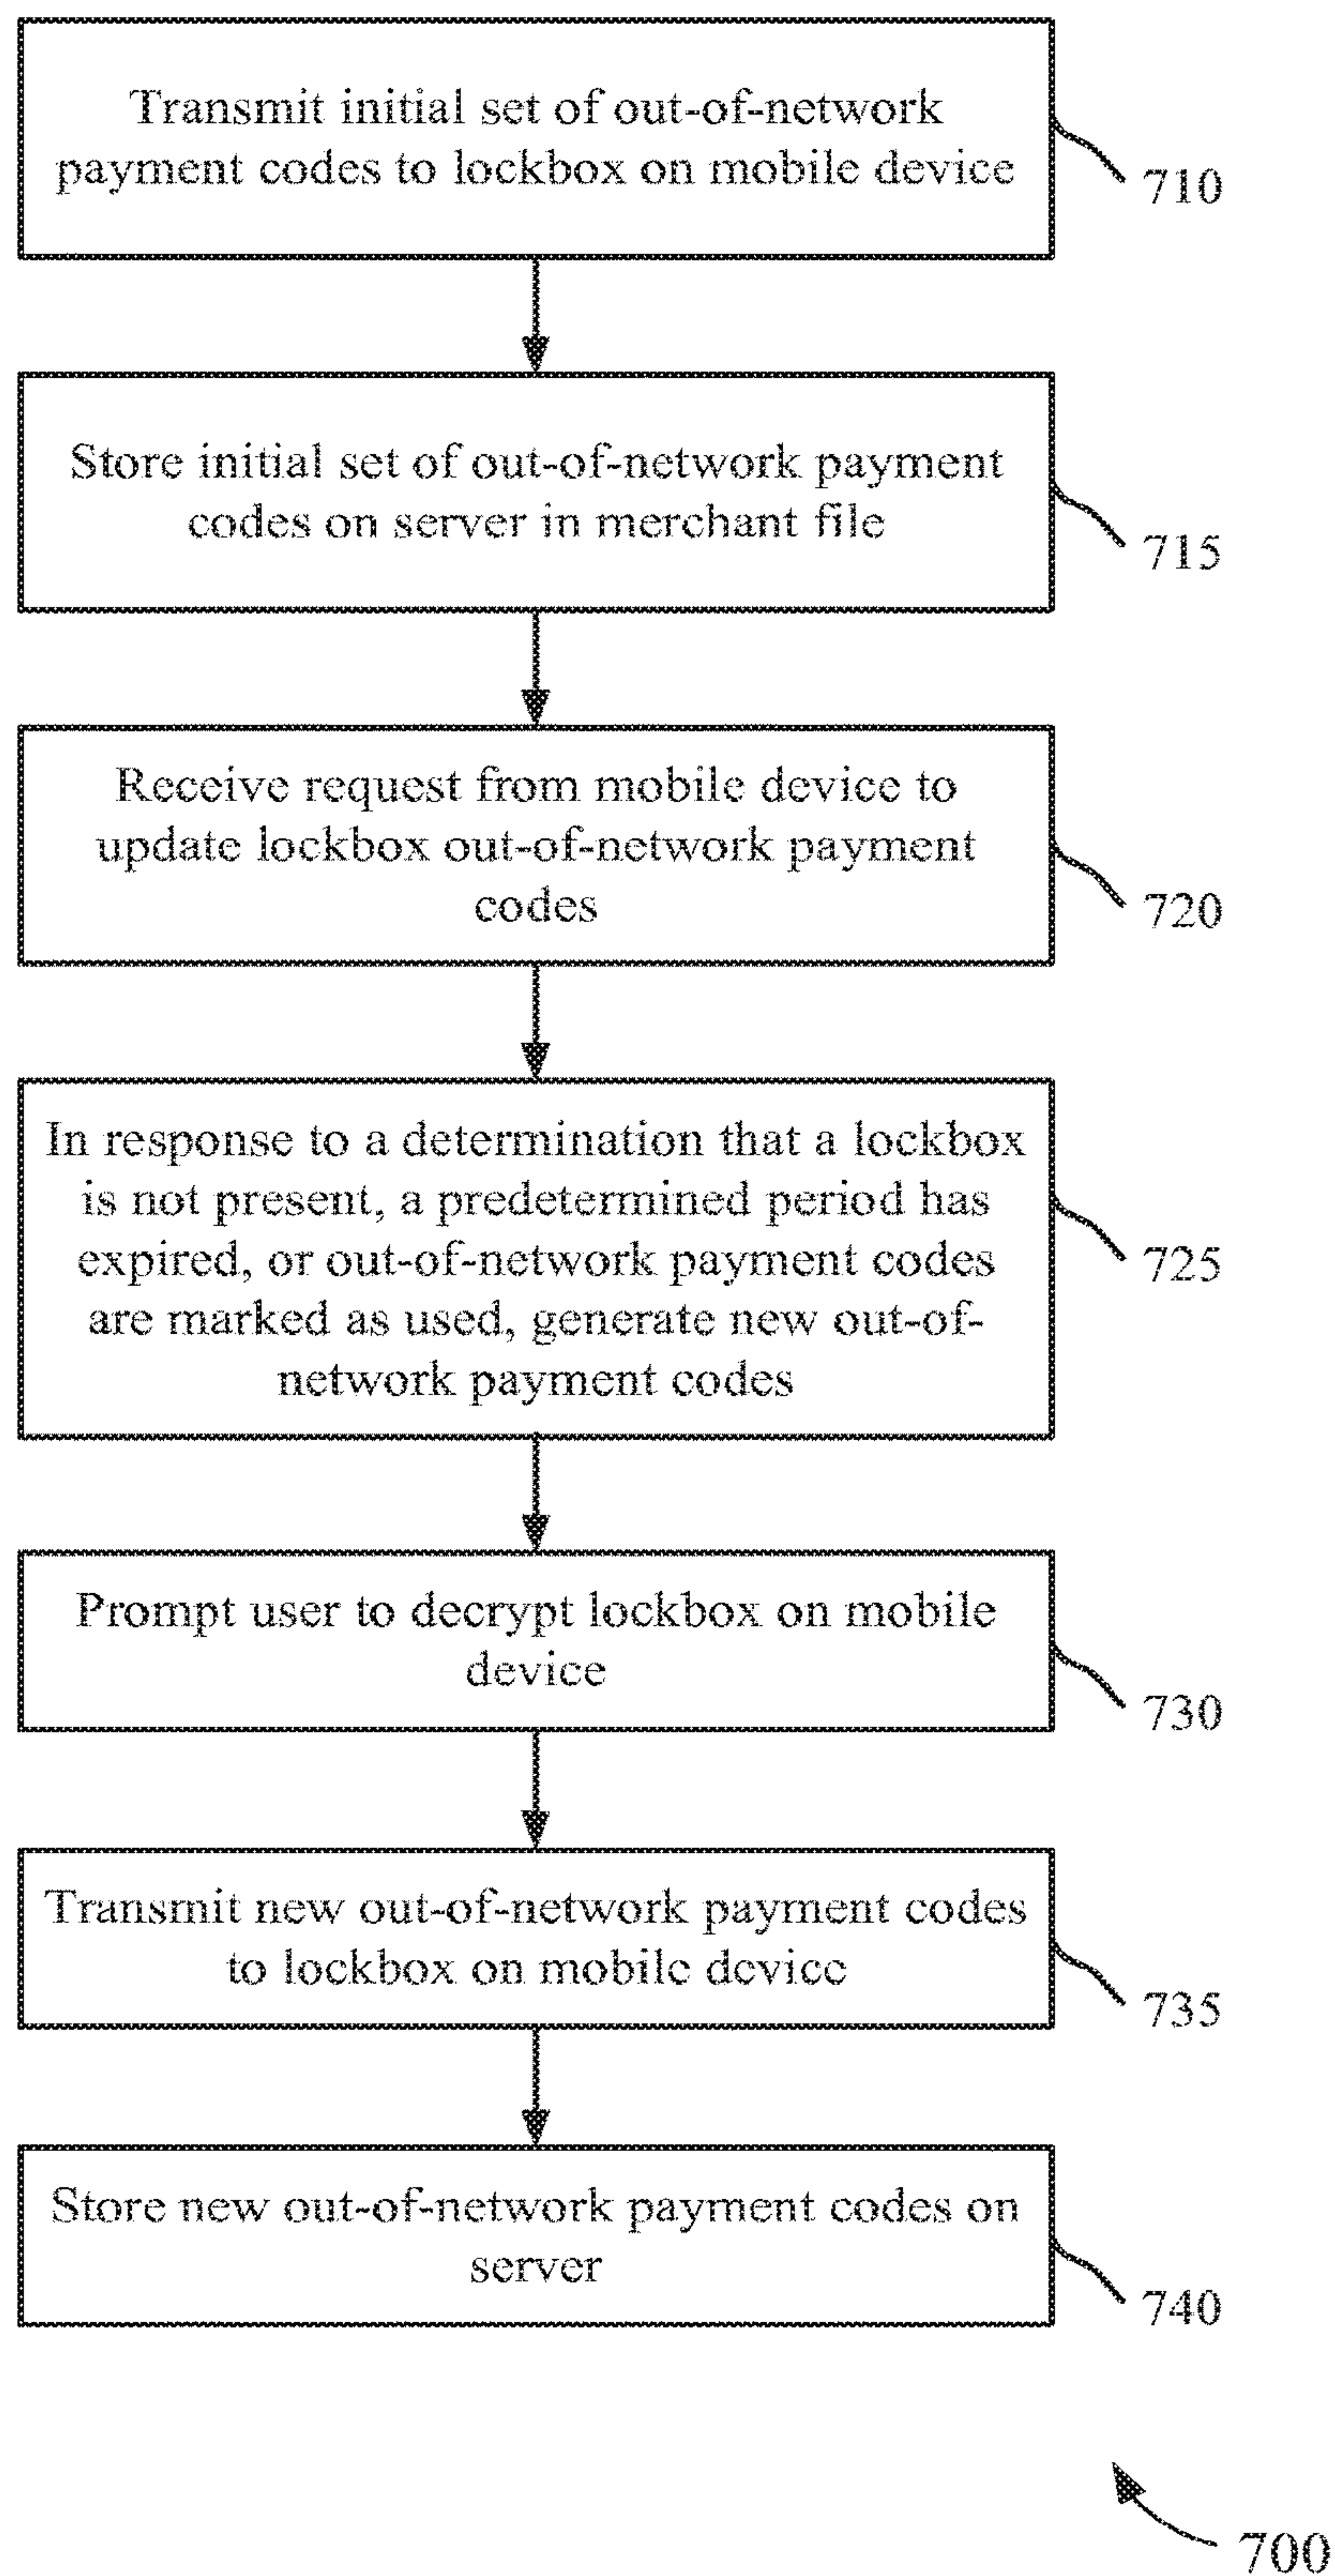 Transmit initial set of out-of-network
payment codes to lockbox on mobile device
710
Store initial set of out-of-network payment
codes on server in merchant file
715
Receive request from mobile device to
update lockbox out-of-network payment
codes
720
In response to a determination that a lockbox
is not present, a predetermined period has
expired, or out-of-network payment codes
are marked as used, generate new out-of-
network payment codes
725
Prompt user to decrypt lockbox on mobile
device
730
Transmit new out-of-network payment codes
to lockbox on mobile device
735
Store new out-of-network payment codes on
server
740
700